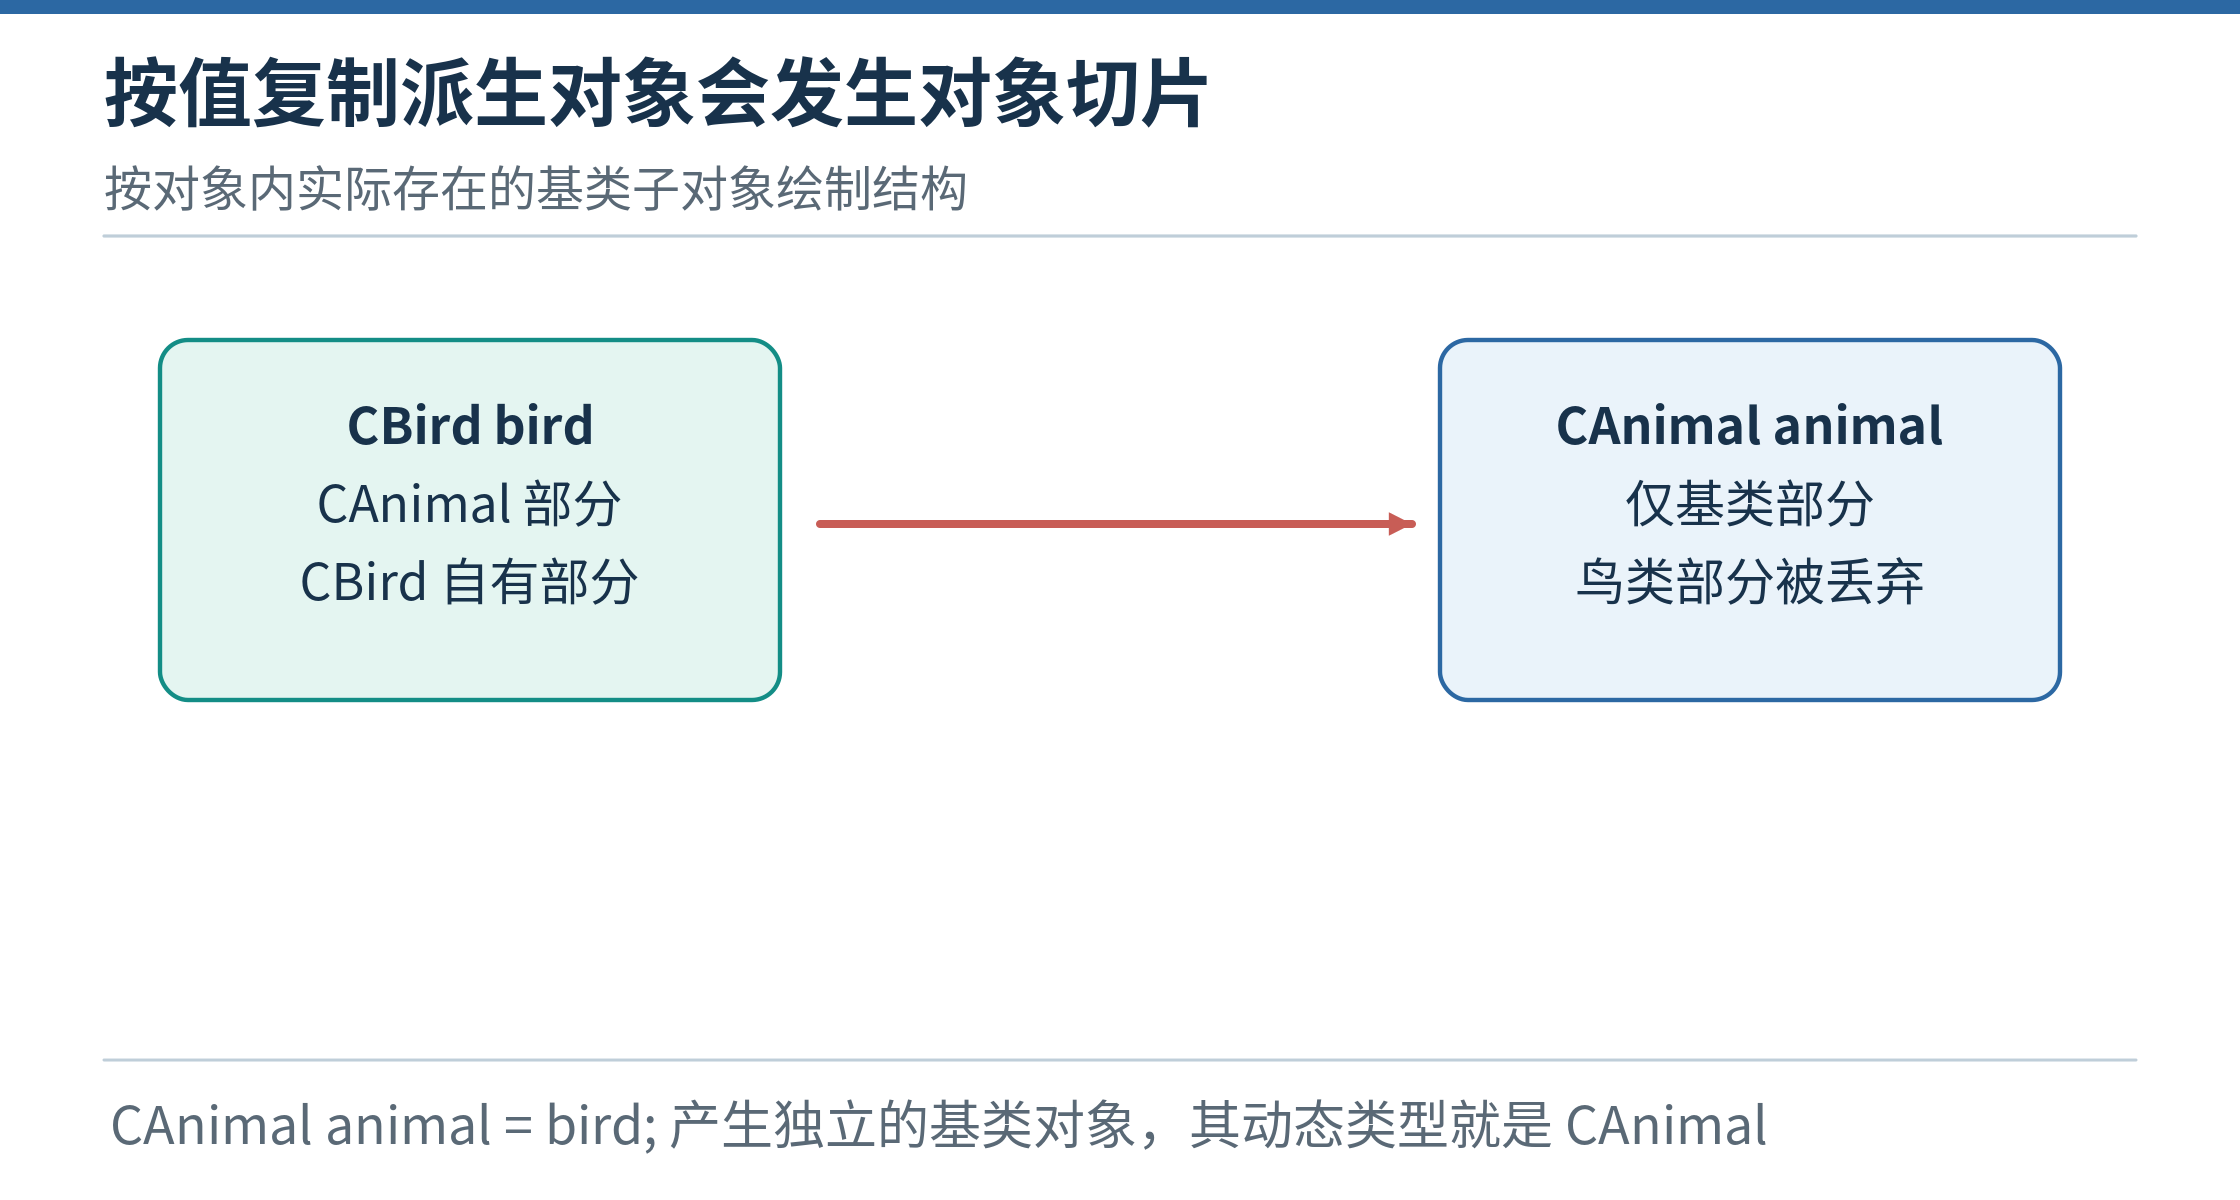 按值复制派生对象会发生对象切片
按对象内实际存在的基类子对象绘制结构
CBird bird
CAnimal 部分
CBird 自有部分
CAnimal animal
仅基类部分
鸟类部分被丢弃
CAnimal animal = bird; 产生独立的基类对象，其动态类型就是 CAnimal